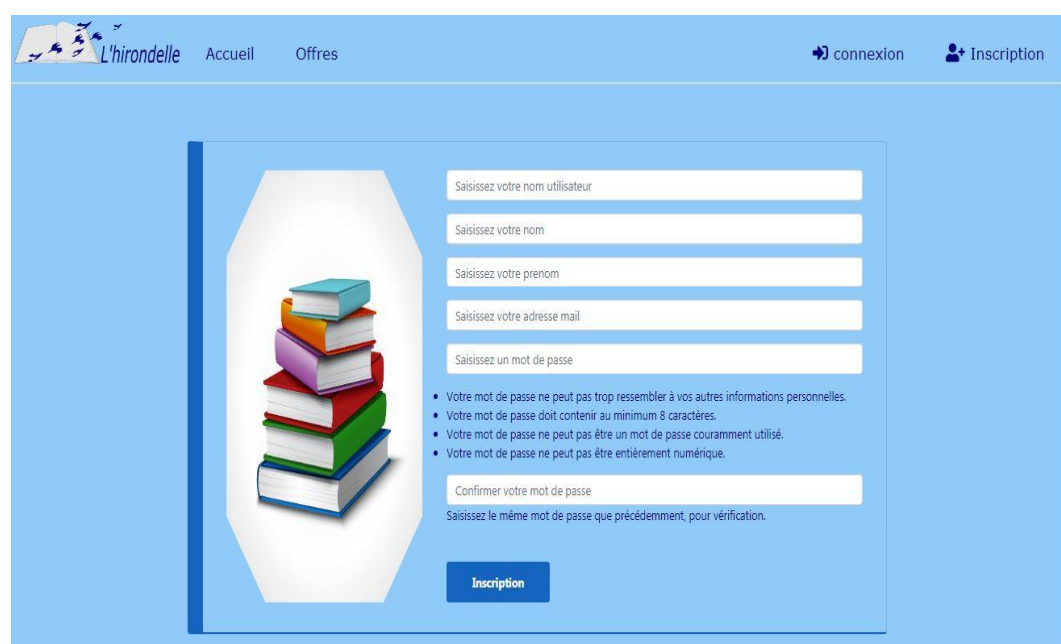 L'hirondelle Accueil Offres connexion Inscription
Saisissez votre nom utilisateur
Saisissez votre nom
Saisissez votre prenom
Saisissez votre adresse mail
Saisissez un mot de passe
• Votre mot de passe ne peut pas trop ressembler à vos autres informations personnelles.
• Votre mot de passe doit contenir au minimum 8 caractères.
• Votre mot de passe ne peut pas être un mot de passe couramment utilisé.
• Votre mot de passe ne peut pas être entièrement numérique.
Confirmer votre mot de passe
Saisissez le même mot de passe que précédemment, pour vérification.
Inscription